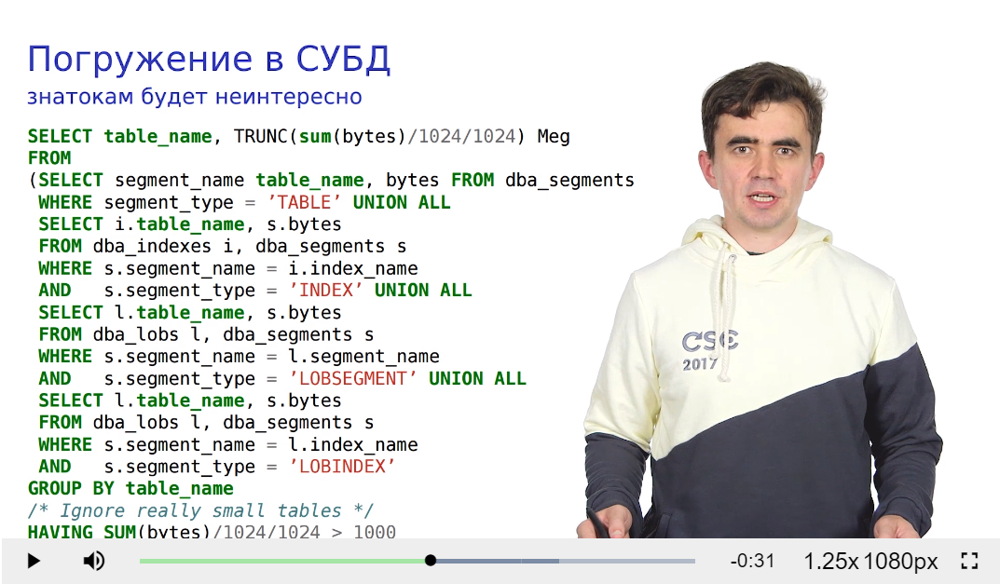 Погружение в СУБД
знатокам будет неинтересно
SELECT table_name, TRUNC(sum(bytes)/1024/1024) Meg
FROM
(SELECT segment_name table_name, bytes FROM dba_segments
WHERE segment_type = ’TABLE’ UNION ALL
SELECT i.table_name, s.bytes
FROM dba_indexes i, dba_segments s
WHERE s.segment_name = i.index_name
AND s.segment_type = ’INDEX’ UNION ALL
SELECT l.table_name, s.bytes
FROM dba_lobs l, dba_segments s
WHERE s.segment_name = l.segment_name
AND s.segment_type = ’LOBSEGMENT’ UNION ALL
SELECT l.table_name, s.bytes
FROM dba_lobs l, dba_segments s
WHERE s.segment_name = l.index_name
AND s.segment_type = ’LOBINDEX’
GROUP BY table_name
/* Ignore really small tables */
HAVING SUM(bytes)/1024/1024 > 1000
CSC
2017
-0:31 1.25x 1080px